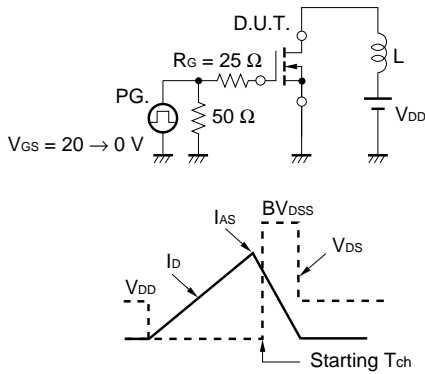 D.U.T.
RG = 25 Ω
L
PG.
50 Ω
VDD
VGS = 20 → 0 V
BVDSS
IAS
ID
VDS
VDD
Starting Tch